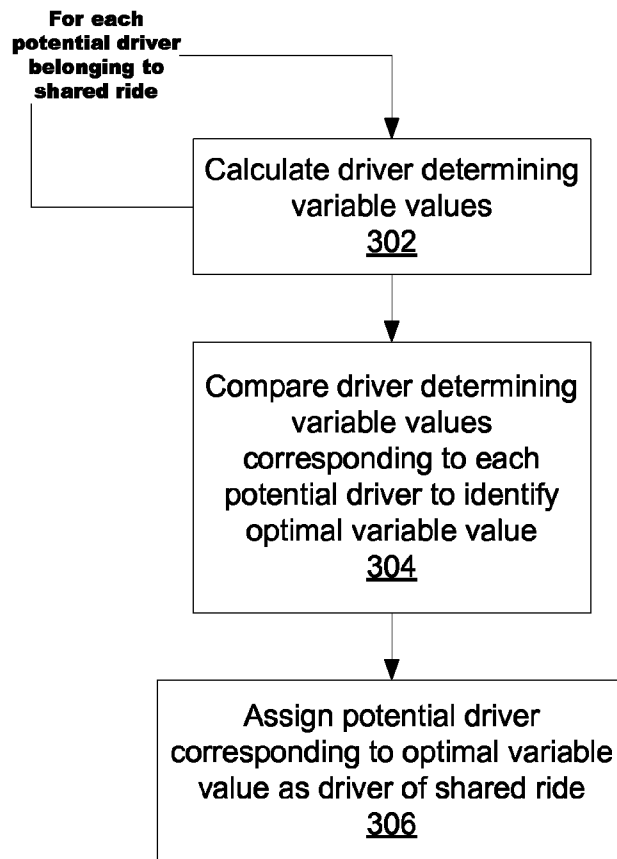 For each
potential driver
belonging to
shared ride
Calculate driver determining
variable values
302
Compare driver determining
variable values
corresponding to each
potential driver to identify
optimal variable value
304
Assign potential driver
corresponding to optimal variable
value as driver of shared ride
306